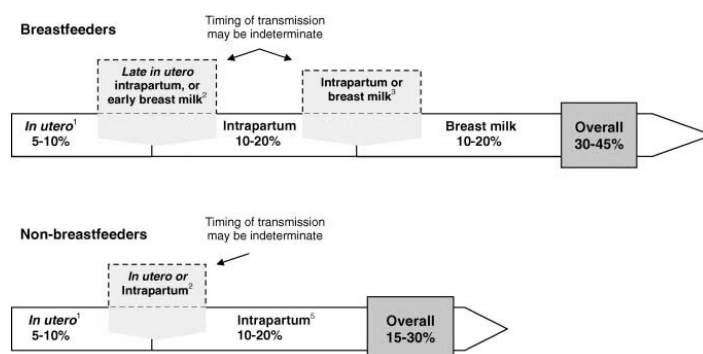 Timing of transmission
may be indeterminate
Breastfeeders
Late in utero
intrapartum, or
early breast milk²
Intrapartum or
breast milk³
In utero¹
5-10%
Intrapartum
10-20%
Breast milk
10-20%
Overall
30-45%
Non-breastfeeders
Timing of transmission
may be indeterminate
In utero or
Intrapartum²
In utero¹
5-10%
Intrapartum⁵
10-20%
Overall
15-30%